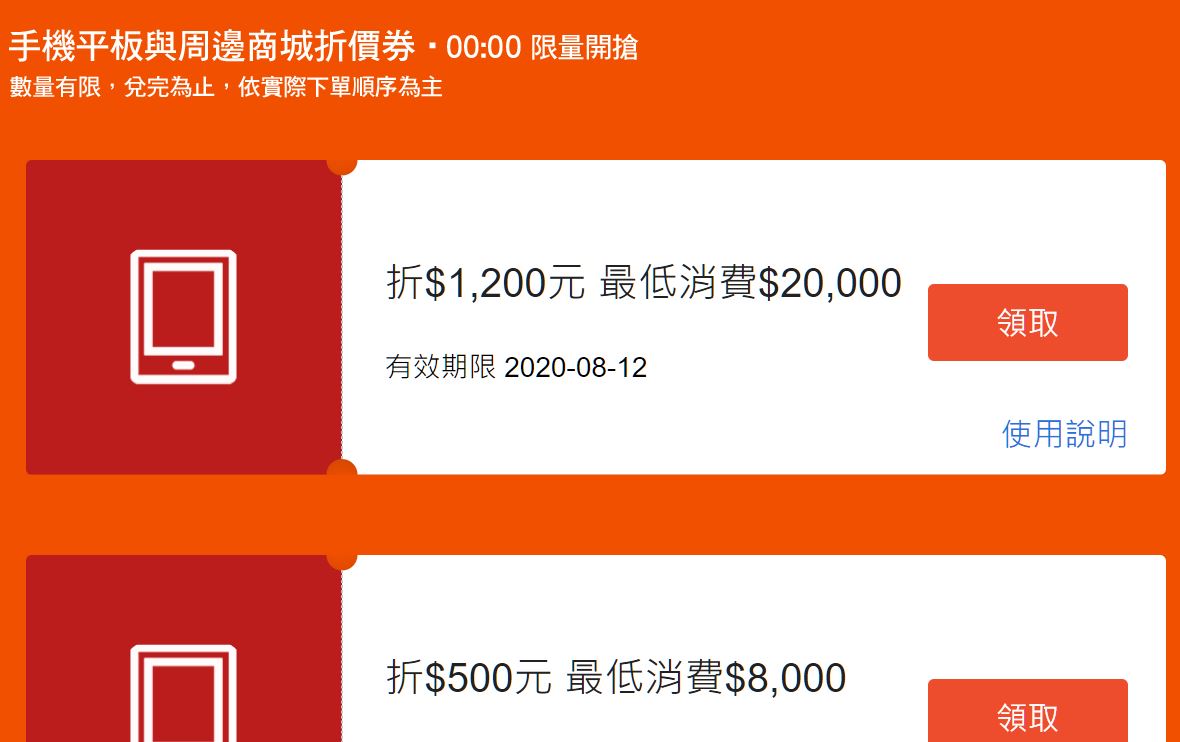 手機平板與周邊商城折價券▪00:00 限量開搶
數量有限，兌完為止，依實際下單順序為主
折$1,200元 最低消費$20,000
領取
有效期限 2020-08-12
使用說明
折$500元 最低消費$8,000
領取